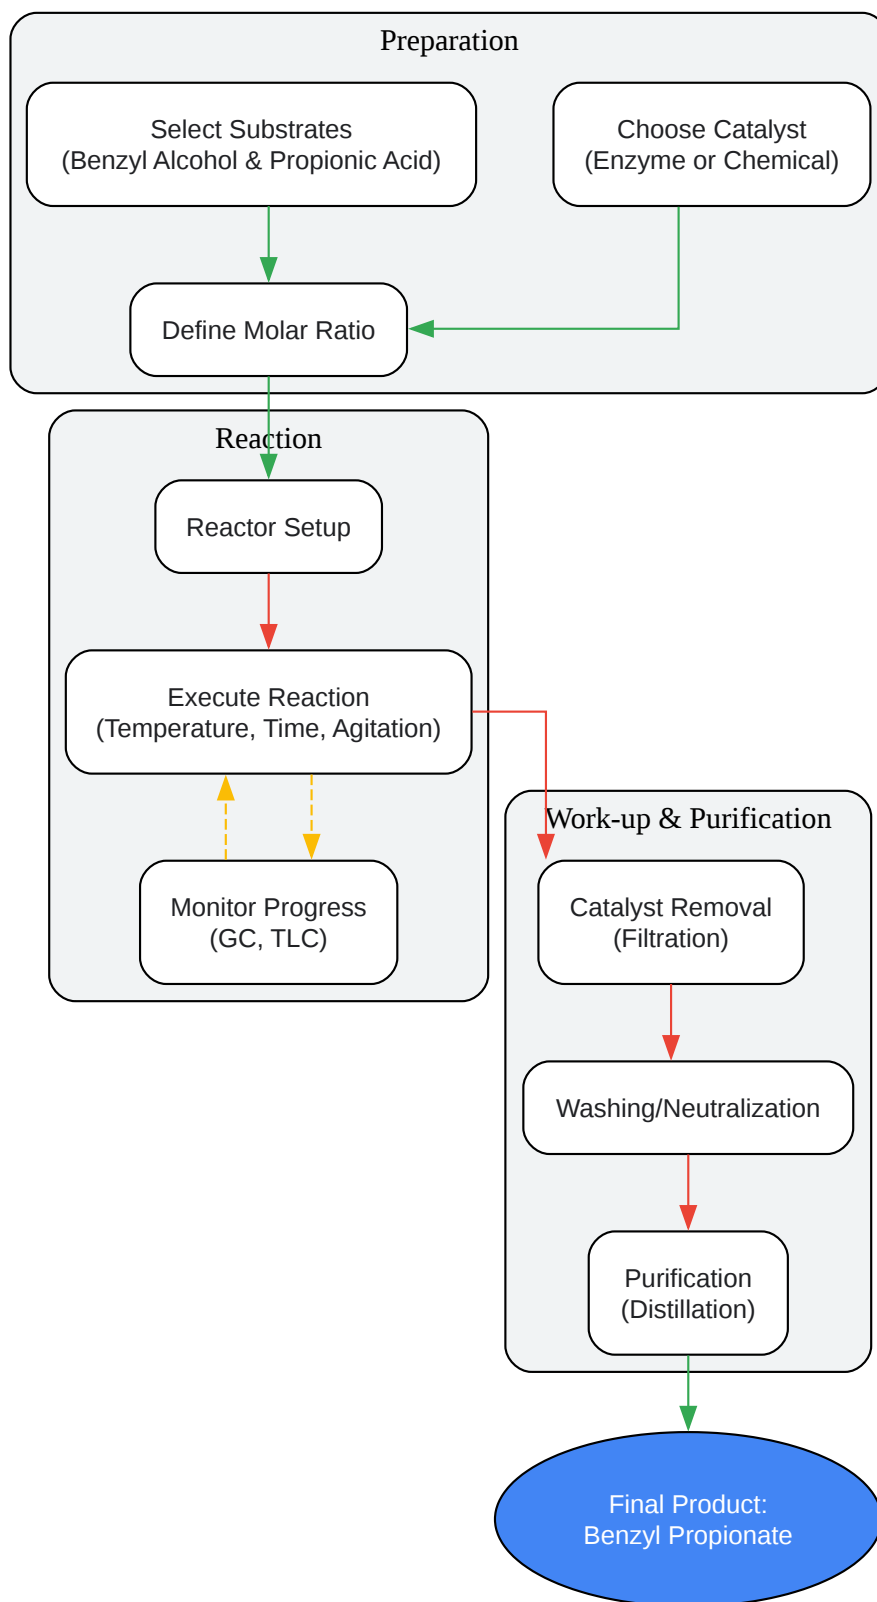 Preparation
Select Substrates
(Benzyl Alcohol & Propionic Acid)
Choose Catalyst
(Enzyme or Chemical)
Define Molar Ratio
Reaction
Reactor Setup
Execute Reaction
(Temperature, Time, Agitation)
Monitor Progress
(GC, TLC)
Work-up & Purification
Catalyst Removal
(Filtration)
Washing/Neutralization
Purification
(Distillation)
Final Product:
Benzyl Propionate